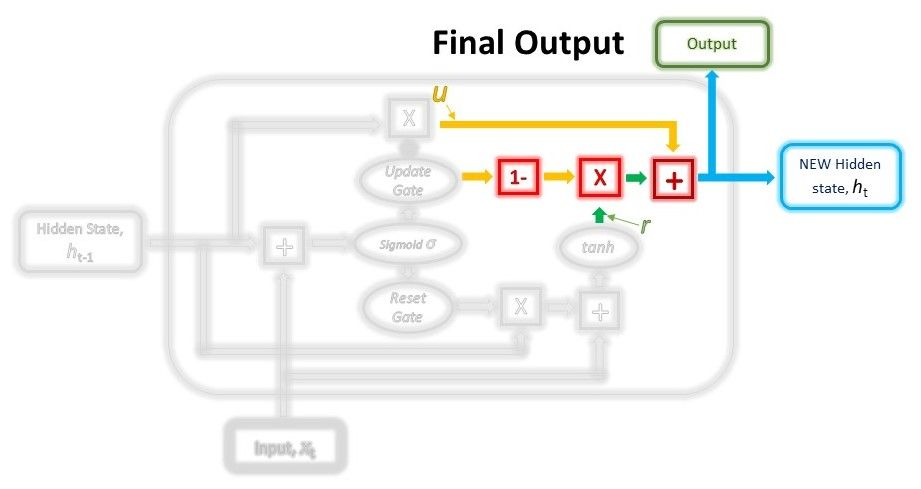 Final Output
Output
u
X
Update
Gate
1-
X
+
NEW Hidden
state, ht
Hidden State,
ht-1
+
Sigmoid σ
tanh
r
Reset
Gate
X
+
Input, Xt